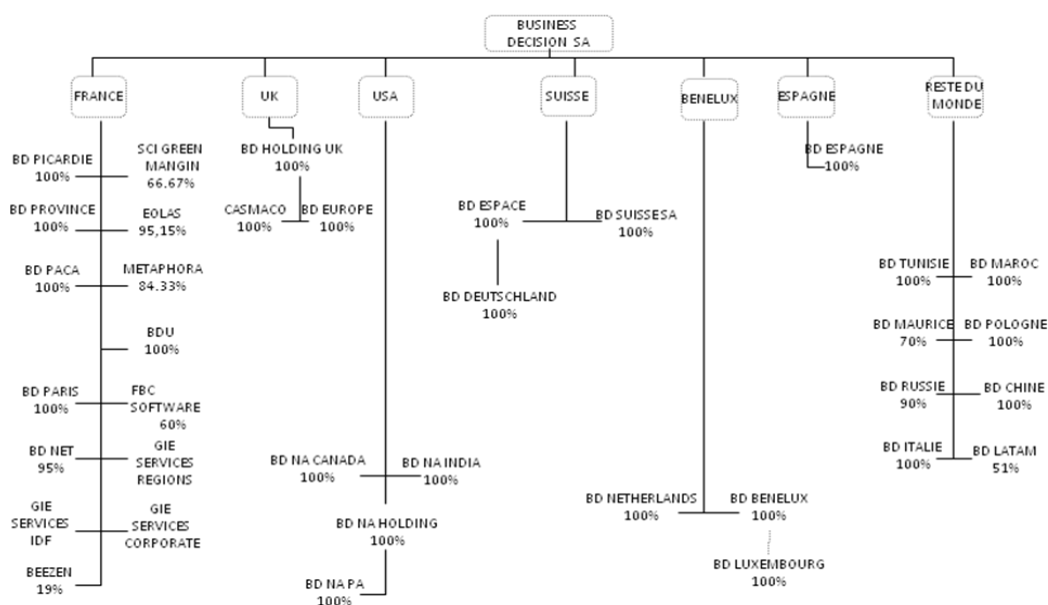 BUSINESS
DECISION SA
FRANCE
UK
USA
SUISSE
BENELUX
ESPAGNE
RESTE DU
MONDE
BD PICARDIE
100%
SCI GREEN
MANGIN
66.67%
BD PROVINCE
100%
EOLAS
95,15%
BD PACA
100%
METAPHORA
84.33%
BDU
100%
BD PARIS
100%
FBC
SOFTWARE
60%
BD NET
95%
GIE
SERVICES
REGIONS
GIE
SERVICES
IDF
GIE
SERVICES
CORPORATE
BEEZEN
19%
BD HOLDING UK
100%
CASMACO
100%
BD EUROPE
100%
BD NA CANADA
100%
BD NA INDIA
100%
BD NA HOLDING
100%
BD NA PA
100%
BD ESPACE
100%
BD SUISSE SA
100%
BD DEUTSCHLAND
100%
BD NETHERLANDS
100%
BD BENELUX
100%
BD LUXEMBOURG
100%
BD ESPAGNE
100%
BD TUNISIE
100%
BD MAROC
100%
BD MAURICE
70%
BD POLOGNE
100%
BD RUSSIE
90%
BD CHINE
100%
BD ITALIE
100%
BD LATAM
51%